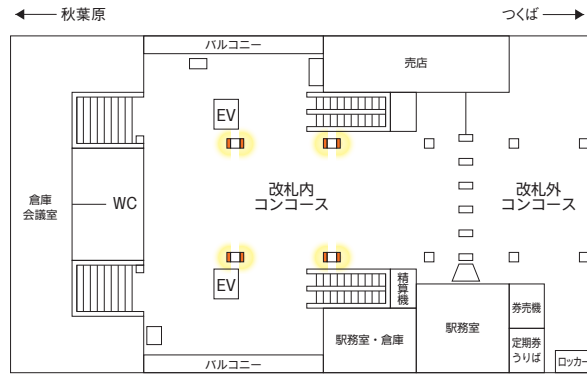 秋葉原
つくば
バルコニー
売店
EV
倉庫
会議室
WC
改札内
コンコース
改札外
コンコース
EV
精算機
駅務室・倉庫
駅務室
券売機
定期券
うりば
ロッカー
バルコニー